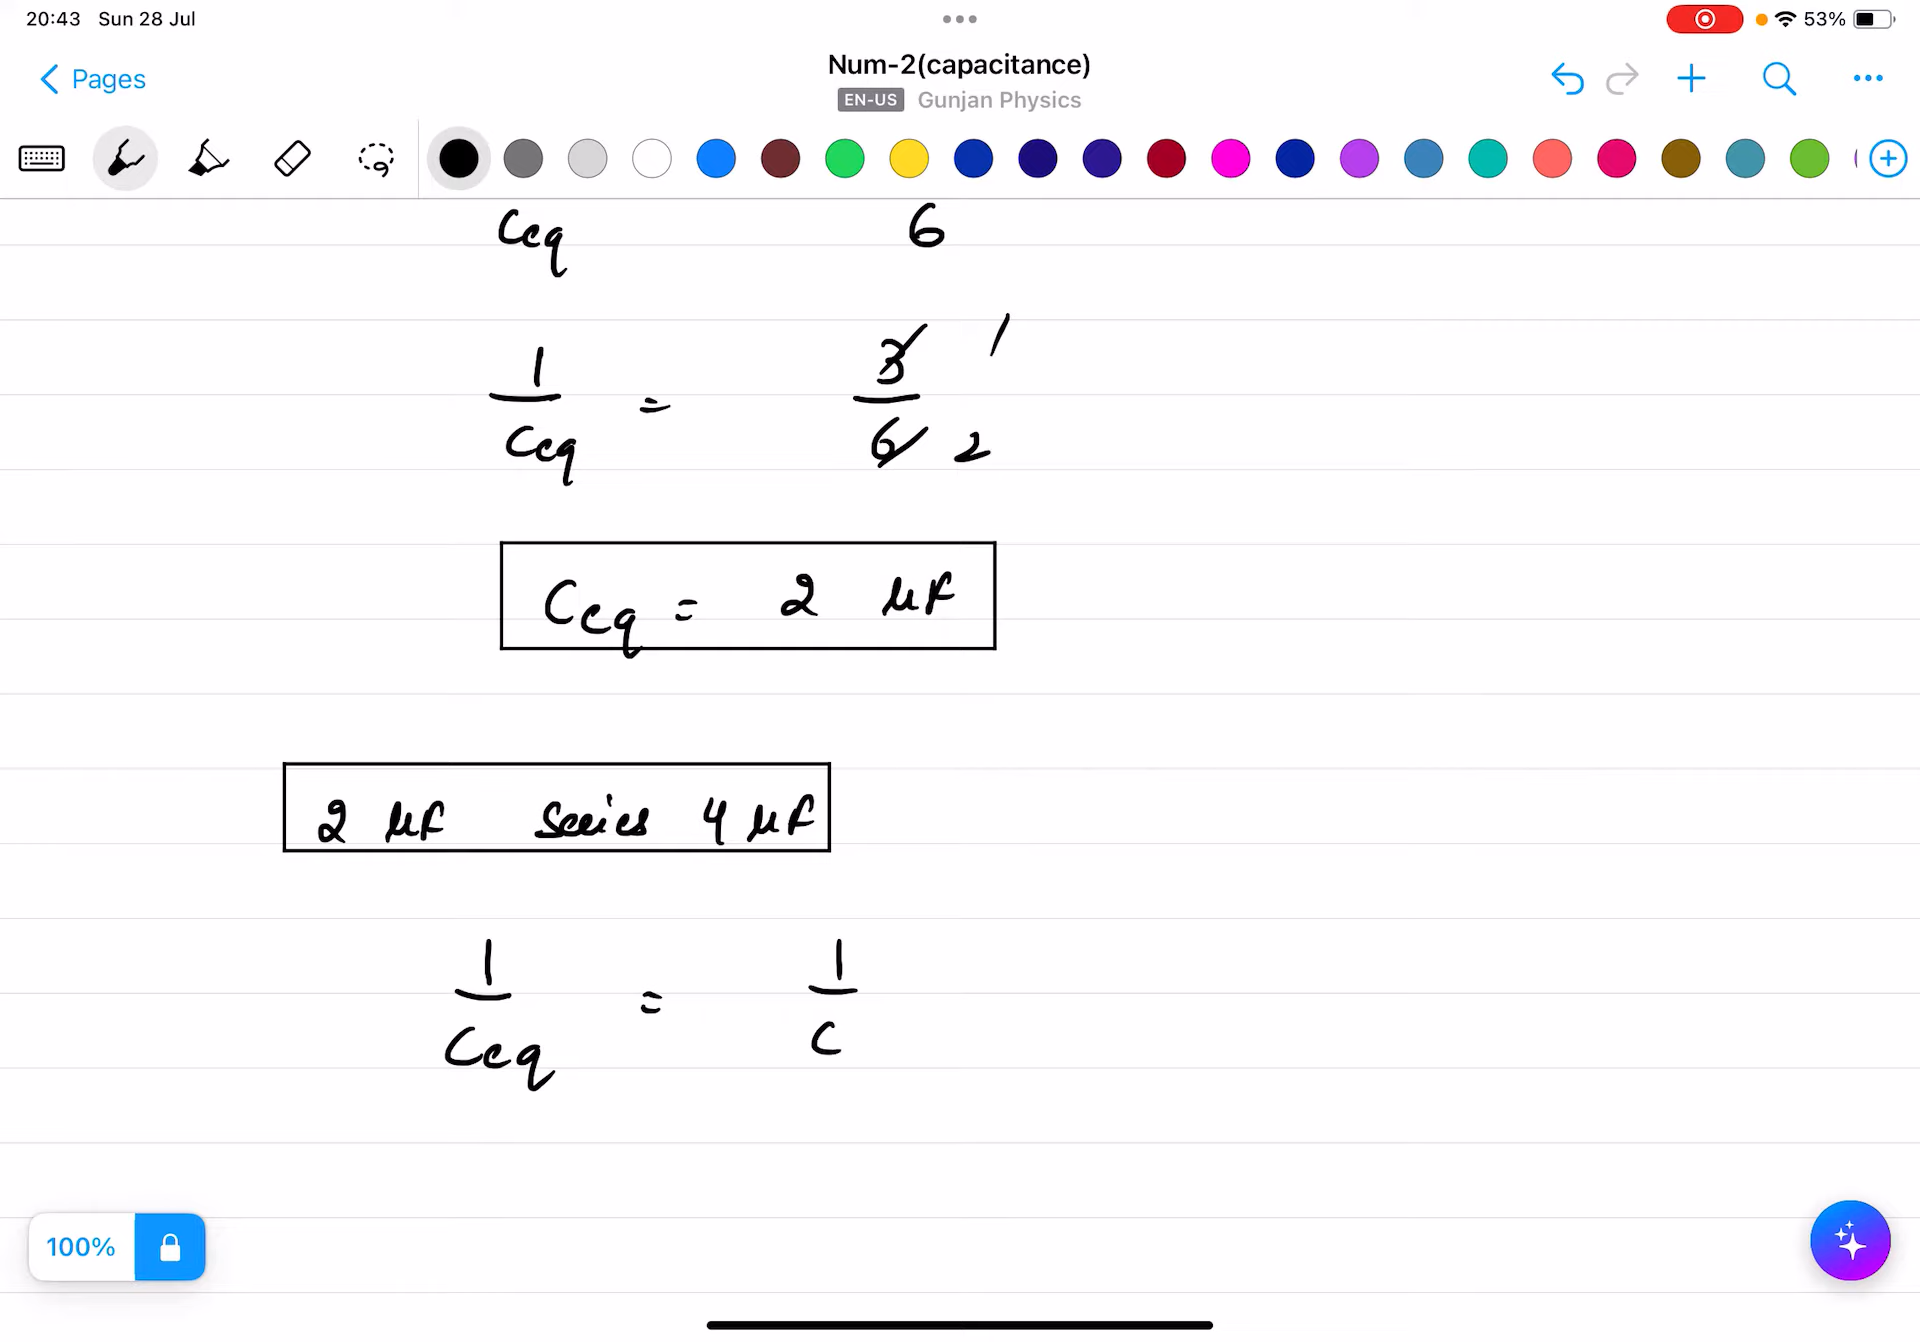 20:43 Sun 28 Jul 53%
Num-2(capacitance)
Pages
EN-US Gunjan Physics
Ceq 6
1/Ceq = 3/6 1/2
Ceq = 2 μF
2 μF Series 4 μF
1/Ceq = 1/C
100%